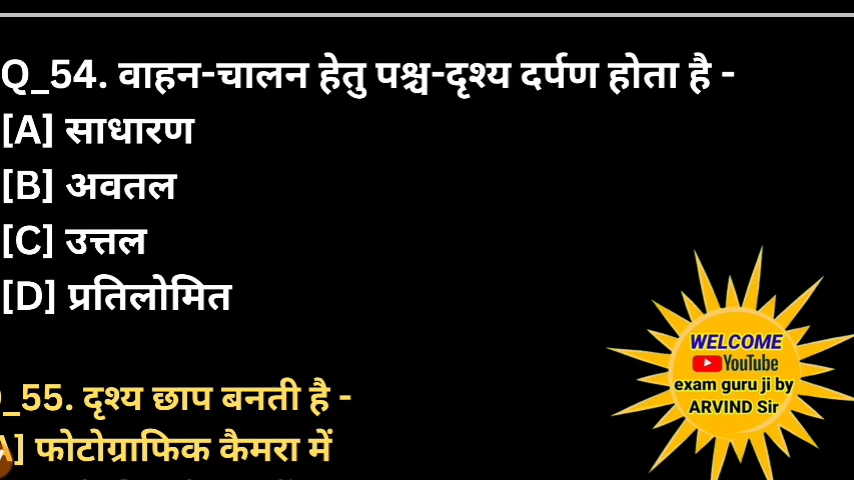 Q_54. वाहन-चालन हेतु पश्च-दृश्य दर्पण होता है -
[A] साधारण
[B] अवतल
[C] उत्तल
[D] प्रतिलोमित
_55. दृश्य छाप बनती है -
A] फोटोग्राफिक कैमरा में
WELCOME
YouTube
exam guru ji by
ARVIND Sir